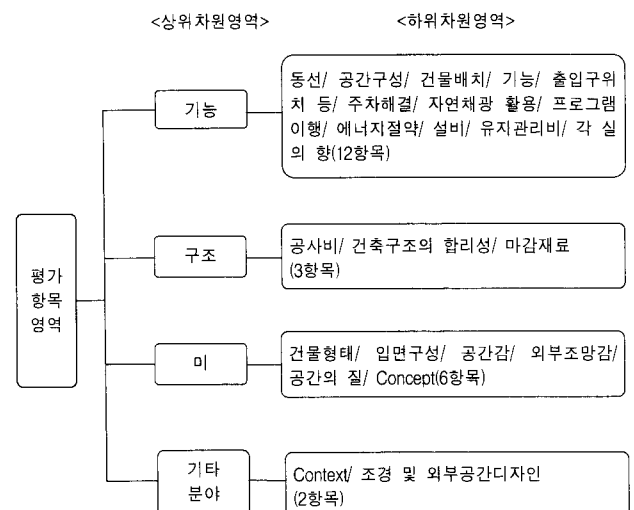 <상위차원영역> <하위차원영역>
동선/ 공간구성/ 건물배치/ 기능/ 출입구위
치 등/ 주차해결/ 자연채광 활용/ 프로그램
이행/ 에너지절약/ 설비/ 유지관리비/ 각 실
의 향(12항목)
기능
공사비/ 건축구조의 합리성/ 마감재료
(3항목)
구조
평가
항목
영역
건물형태/ 입면구성/ 공간감/ 외부조망감/
공간의 질/ Concept(6항목)
미
기타
분야
Context/ 조경 및 외부공간디자인
(2항목)